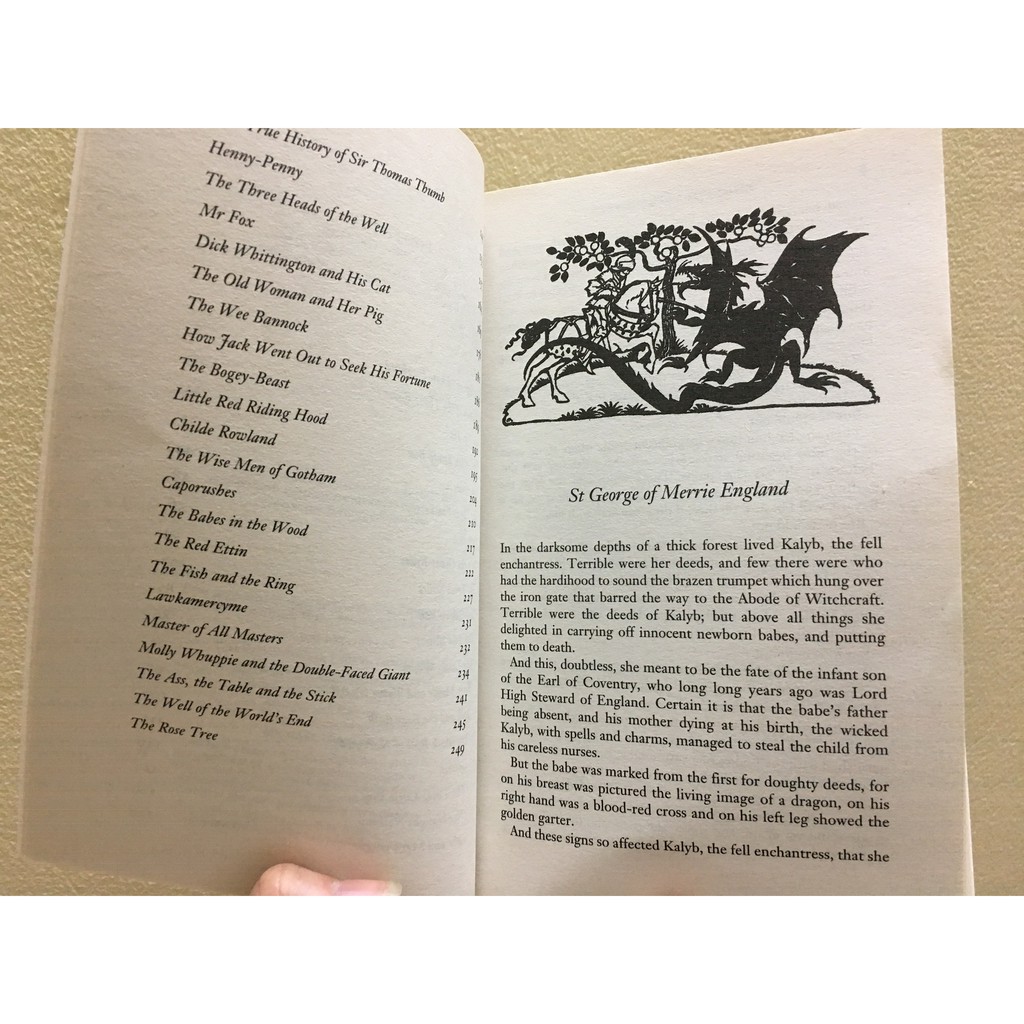 True History of Sir Thomas Thumb
Henny-Penny
The Three Heads of the Well
Mr Fox
Dick Whittington and His Cat
The Old Woman and Her Pig
The Wee Bannock
How Jack Went Out to Seek His Fortune
The Bogey-Beast
Little Red Riding Hood
Childe Rowland 195
The Wise Men of Gotham 204
Caporushes 210
The Babes in the Wood 217
The Red Ettin 222
The Fish and the Ring 227
Lawkamercyme 231
Master of All Masters 232
Molly Whuppie and the Double-Faced Giant 234
The Ass, the Table and the Stick 241
The Well of the World's End 245
The Rose Tree 249
St George of Merrie England
In the darksome depths of a thick forest lived Kalyb, the fell
enchantress. Terrible were her deeds, and few there were who
had the hardihood to sound the brazen trumpet which hung over
the iron gate that barred the way to the Abode of Witchcraft.
Terrible were the deeds of Kalyb; but above all things she
delighted in carrying off innocent newborn babes, and putting
them to death.
And this, doubtless, she meant to be the fate of the infant son
of the Earl of Coventry, who long long years ago was Lord
High Steward of England. Certain it is that the babe's father
being absent, and his mother dying at his birth, the wicked
Kalyb, with spells and charms, managed to steal the child from
his careless nurses.
But the babe was marked from the first for doughty deeds, for
on his breast was pictured the living image of a dragon, on his
right hand was a blood-red cross and on his left leg showed the
golden garter.
And these signs so affected Kalyb, the fell enchantress, that she